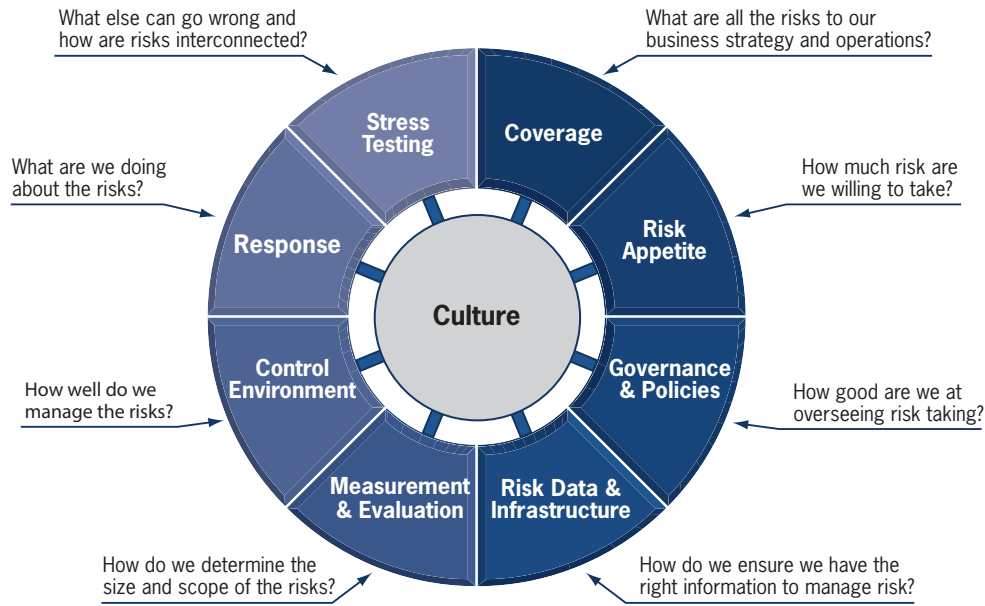 What else can go wrong and
how are risks interconnected?
What are all the risks to our
business strategy and operations?
Stress
Testing
Coverage
What are we doing
about the risks?
How much risk are
we willing to take?
Response
Risk
Appetite
Culture
Control
Environment
Governance
& Policies
How well do we
manage the risks?
How good are we at
overseeing risk taking?
Measurement
& Evaluation
Risk Data &
Infrastructure
How do we determine the
size and scope of the risks?
How do we ensure we have the
right information to manage risk?